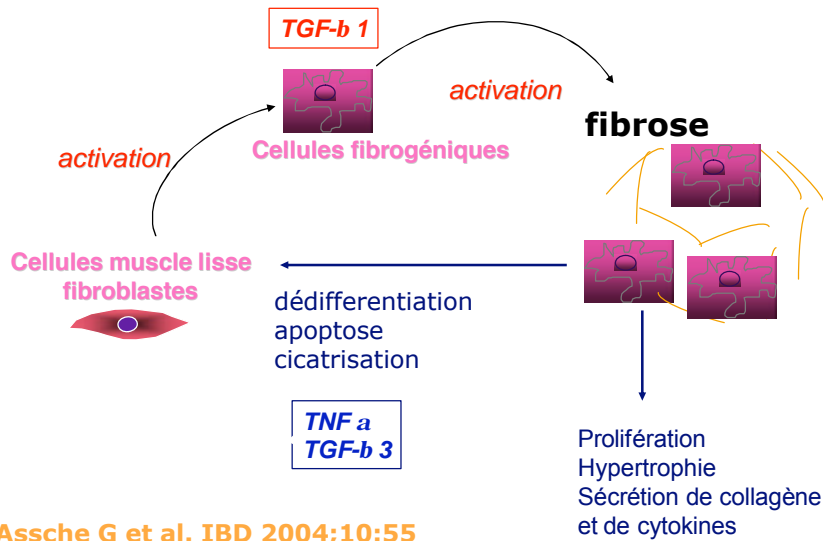 TGF-b 1
activation
fibrose
Cellules fibrogéniques
activation
Cellules muscle lisse
fibroblastes
dédifferentiation
apoptose
cicatrisation
TNF a
TGF-b 3
Prolifération
Hypertrophie
Sécrétion de collagène
et de cytokines
Assche G et al. IBD 2004;10:55